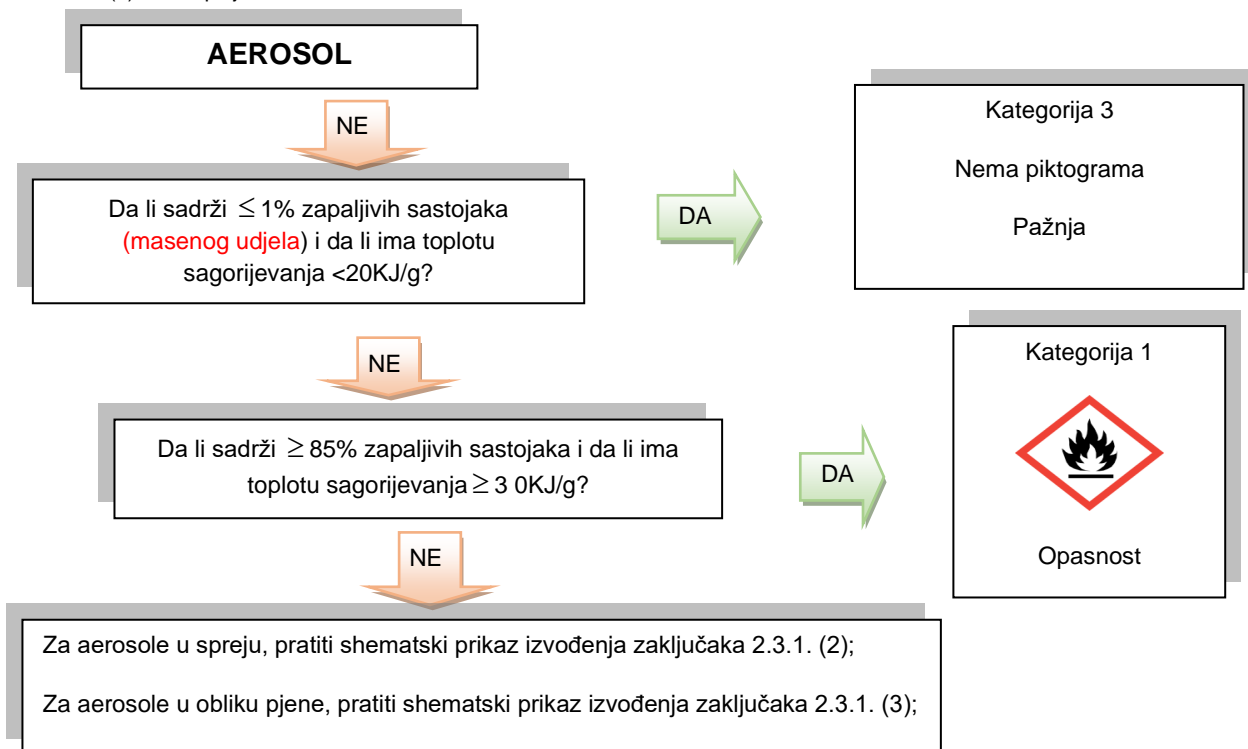 AEROSOL
NE
Da li sadrži ≤ 1% zapaljivih sastojaka
(masenog udjela) i da li ima toplotu
sagorijevanja <20KJ/g?
DA
Kategorija 3
Nema piktograma
Pažnja
NE
Da li sadrži ≥ 85% zapaljivih sastojaka i da li ima
toplotu sagorijevanja ≥ 3 0KJ/g?
DA
Kategorija 1
Opasnost
NE
Za aerosole u spreju, pratiti shematski prikaz izvođenja zaključaka 2.3.1. (2);
Za aerosole u obliku pjene, pratiti shematski prikaz izvođenja zaključaka 2.3.1. (3);